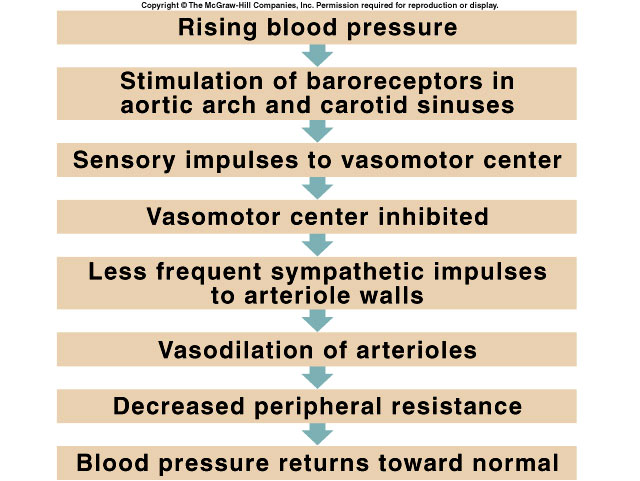 Copyright © The McGraw-Hill Companies, Inc. Permission required for reproduction or display.
Rising blood pressure
Stimulation of baroreceptors in
aortic arch and carotid sinuses
Sensory impulses to vasomotor center
Vasomotor center inhibited
Less frequent sympathetic impulses
to arteriole walls
Vasodilation of arterioles
Decreased peripheral resistance
Blood pressure returns toward normal